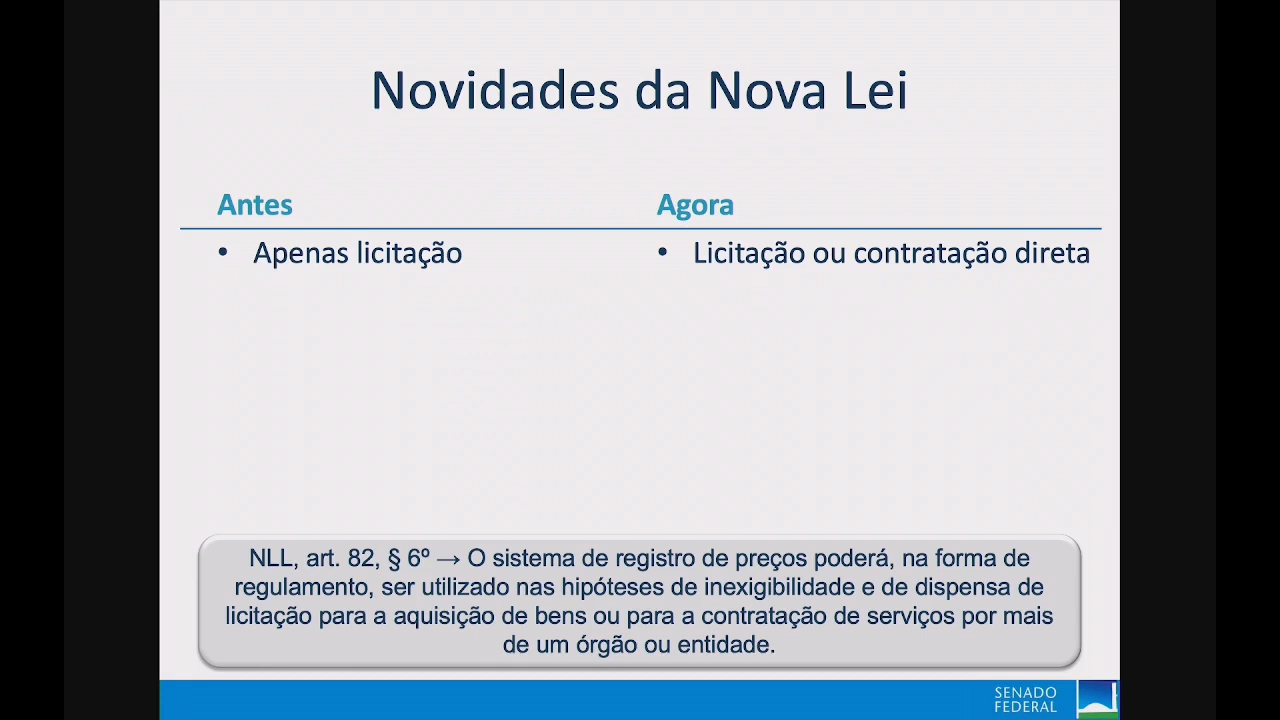 Novidades da Nova Lei
Antes
Agora
• Apenas licitação
• Licitação ou contratação direta
NLL, art. 82, § 6º → O sistema de registro de preços poderá, na forma de
regulamento, ser utilizado nas hipóteses de inexigibilidade e de dispensa de
licitação para a aquisição de bens ou para a contratação de serviços por mais
de um órgão ou entidade.
SENADO
FEDERAL